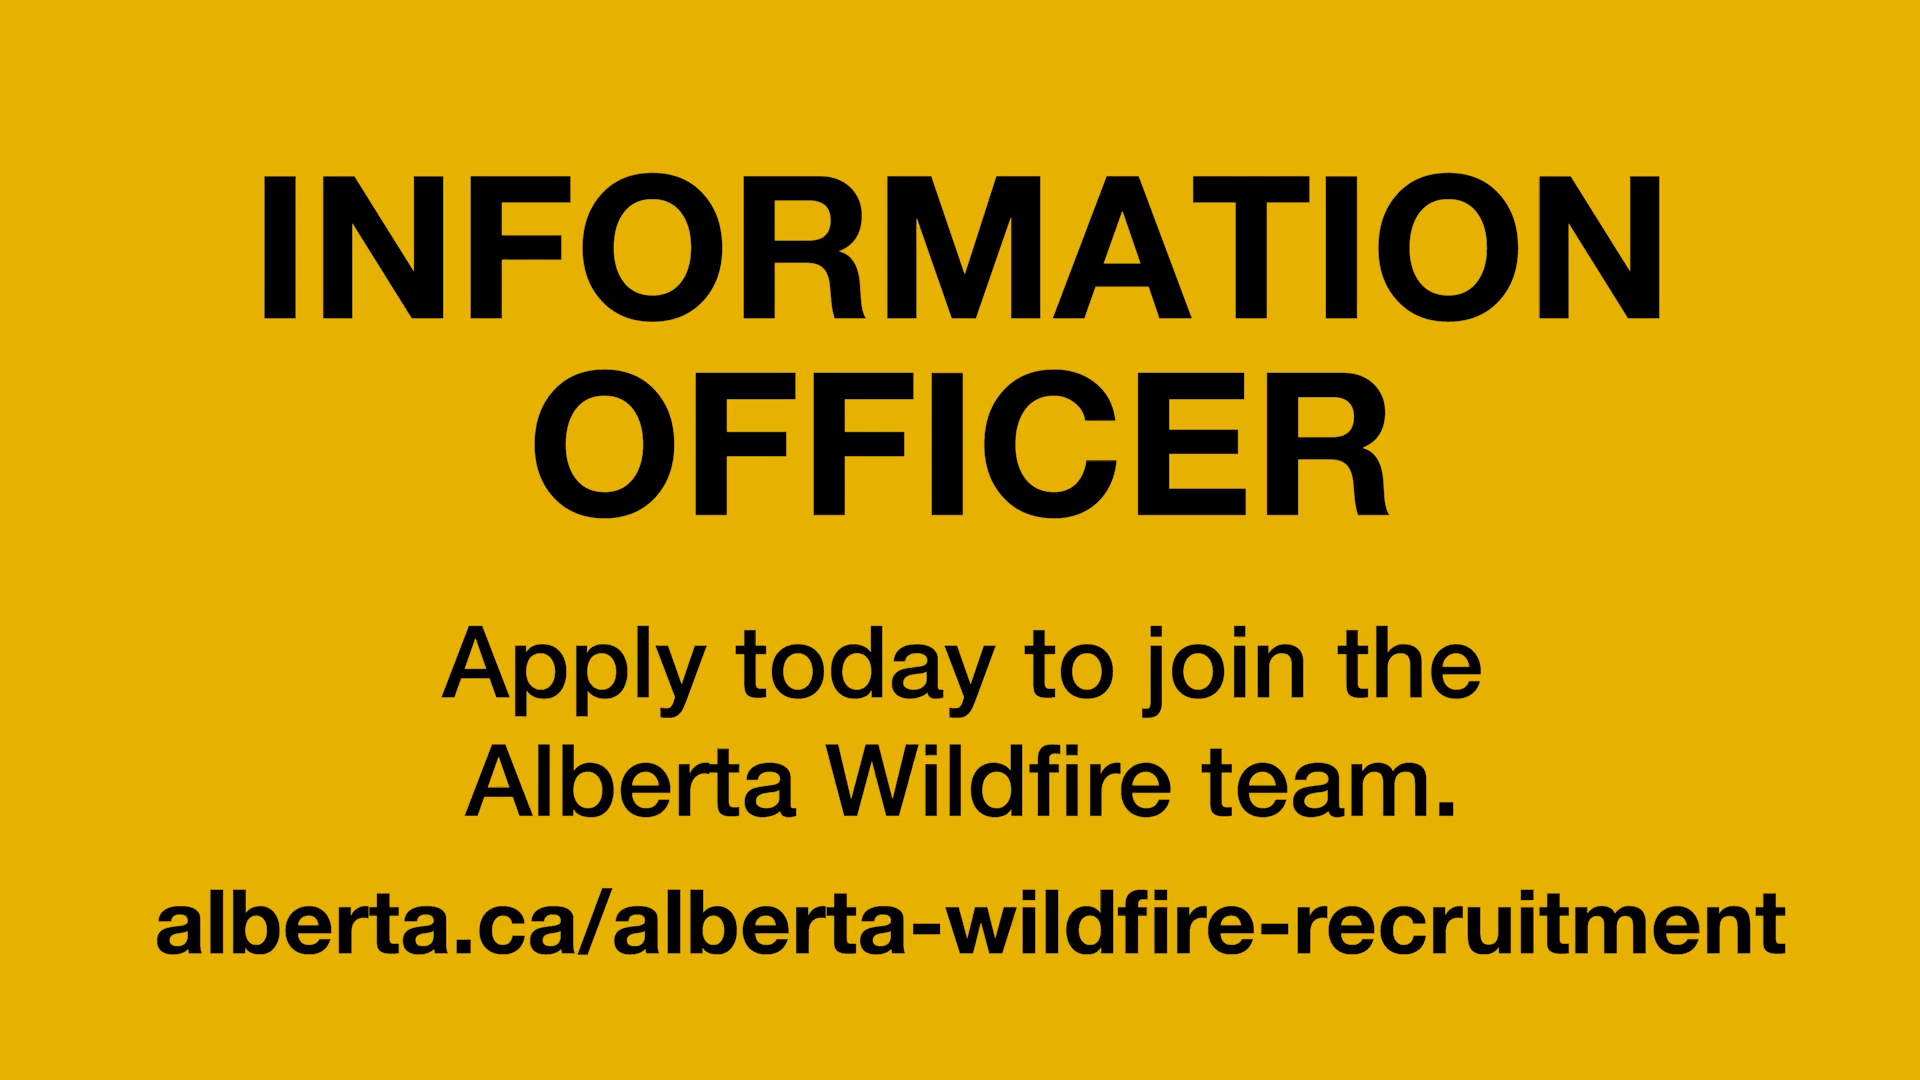 INFORMATION
OFFICER
Apply today to join the
Alberta Wildfire team.
alberta.ca/alberta-wildfire-recruitment